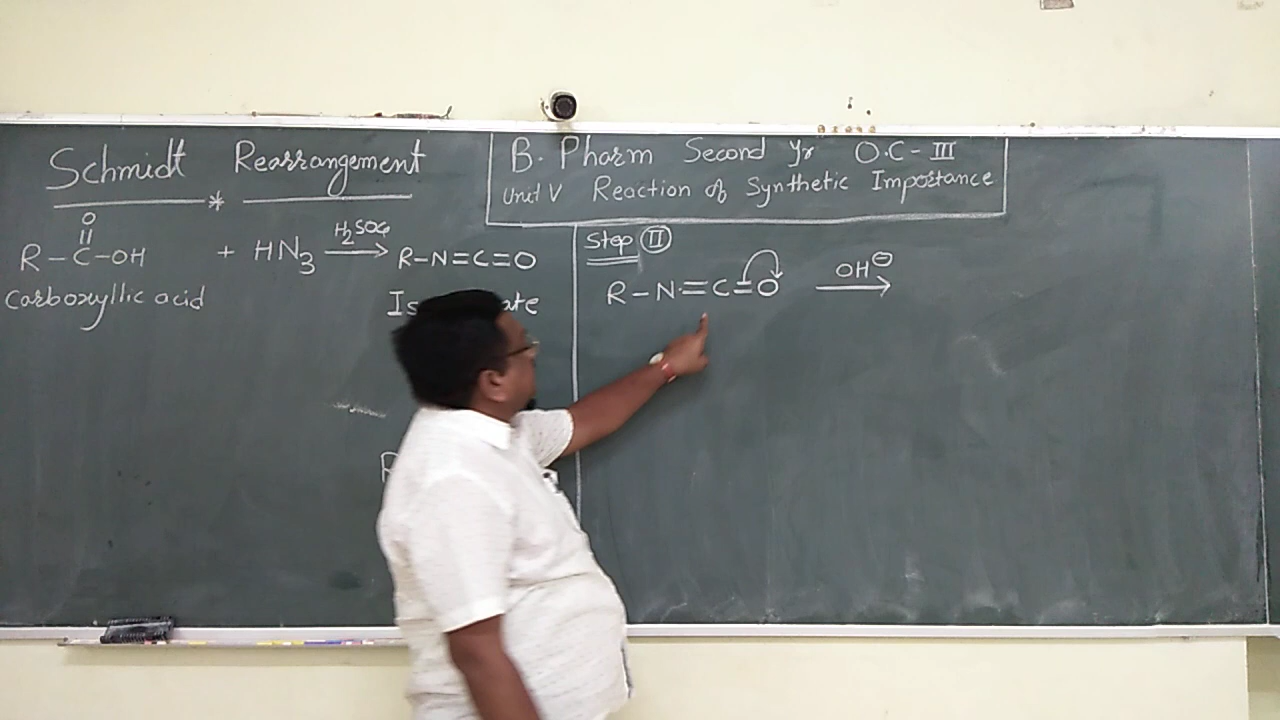 Schmidt Rearrangement
*
O
R-C-OH + HN3 H2SO4 R-N=C=O
Carboxyllic acid
R
B. Pharm Second Yr O.C-III
Unit V Reaction of Synthetic Importance
Step II
R-N=C=O OH⊖